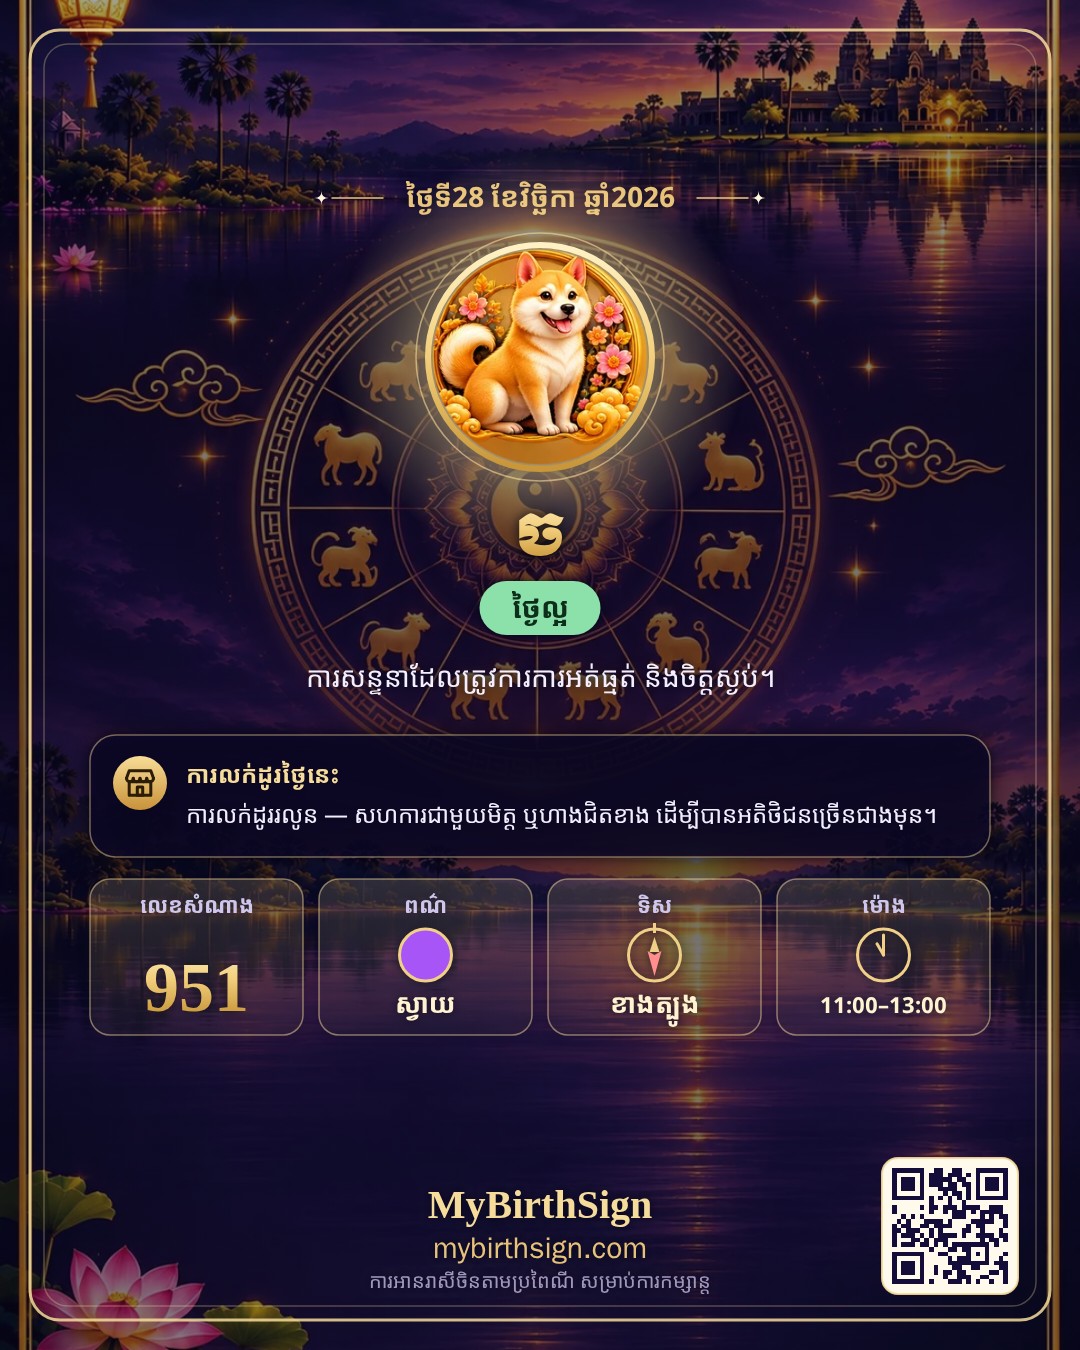 ថ្ងៃទី28 ខែវិច្ឆិកា ឆ្នាំ2026
ច
ថ្ងៃល្អ
ការសន្ទនាដែលត្រូវការការអត់ធ្មត់ និងចិត្តស្ងប់។
ការលក់ដូរថ្ងៃនេះ
ការលក់ដូររលូន — សហការជាមួយមិត្ត ឬហាងជិតខាង ដើម្បីបានអតិថិជនច្រើនជាងមុន។
លេខសំណាង
951
ពណ៌
ស្វាយ
ទិស
ខាងត្បូង
ម៉ោង
11:00–13:00
MyBirthSign
mybirthsign.com
ការអានរាសីចិនតាមប្រពៃណី សម្រាប់ការកម្សាន្ត